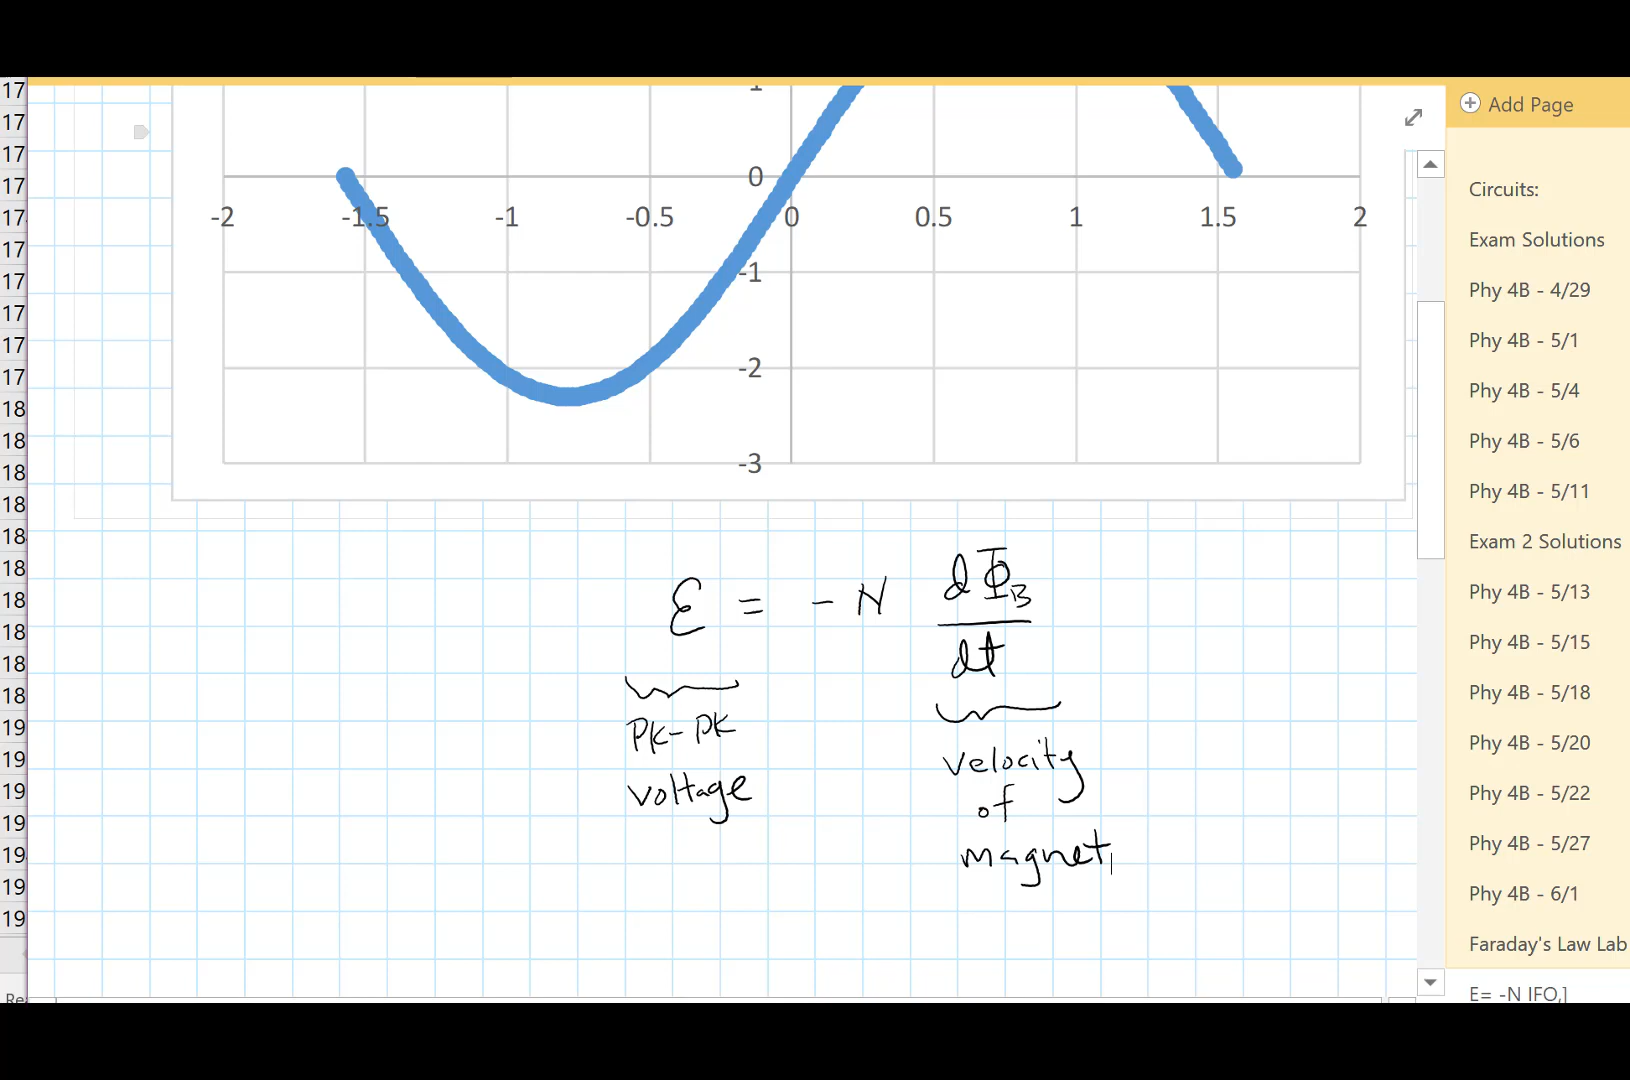 17
17
17
17
17
17
17
17
17
17
18
18
18
18
18
18
18
18
18
18
19
19
19
19
19
19
19
1
0
-2
-1.5
-1
-0.5
0
0.5
1
1.5
2
-1
-2
-3
ℰ = - N dΦB
dt
PK-PK
voltage
velocity
of
magnet
Add Page
Circuits:
Exam Solutions
Phy 4B - 4/29
Phy 4B - 5/1
Phy 4B - 5/4
Phy 4B - 5/6
Phy 4B - 5/11
Exam 2 Solutions
Phy 4B - 5/13
Phy 4B - 5/15
Phy 4B - 5/18
Phy 4B - 5/20
Phy 4B - 5/22
Phy 4B - 5/27
Phy 4B - 6/1
Faraday's Law Lab
E= -N IFO,]